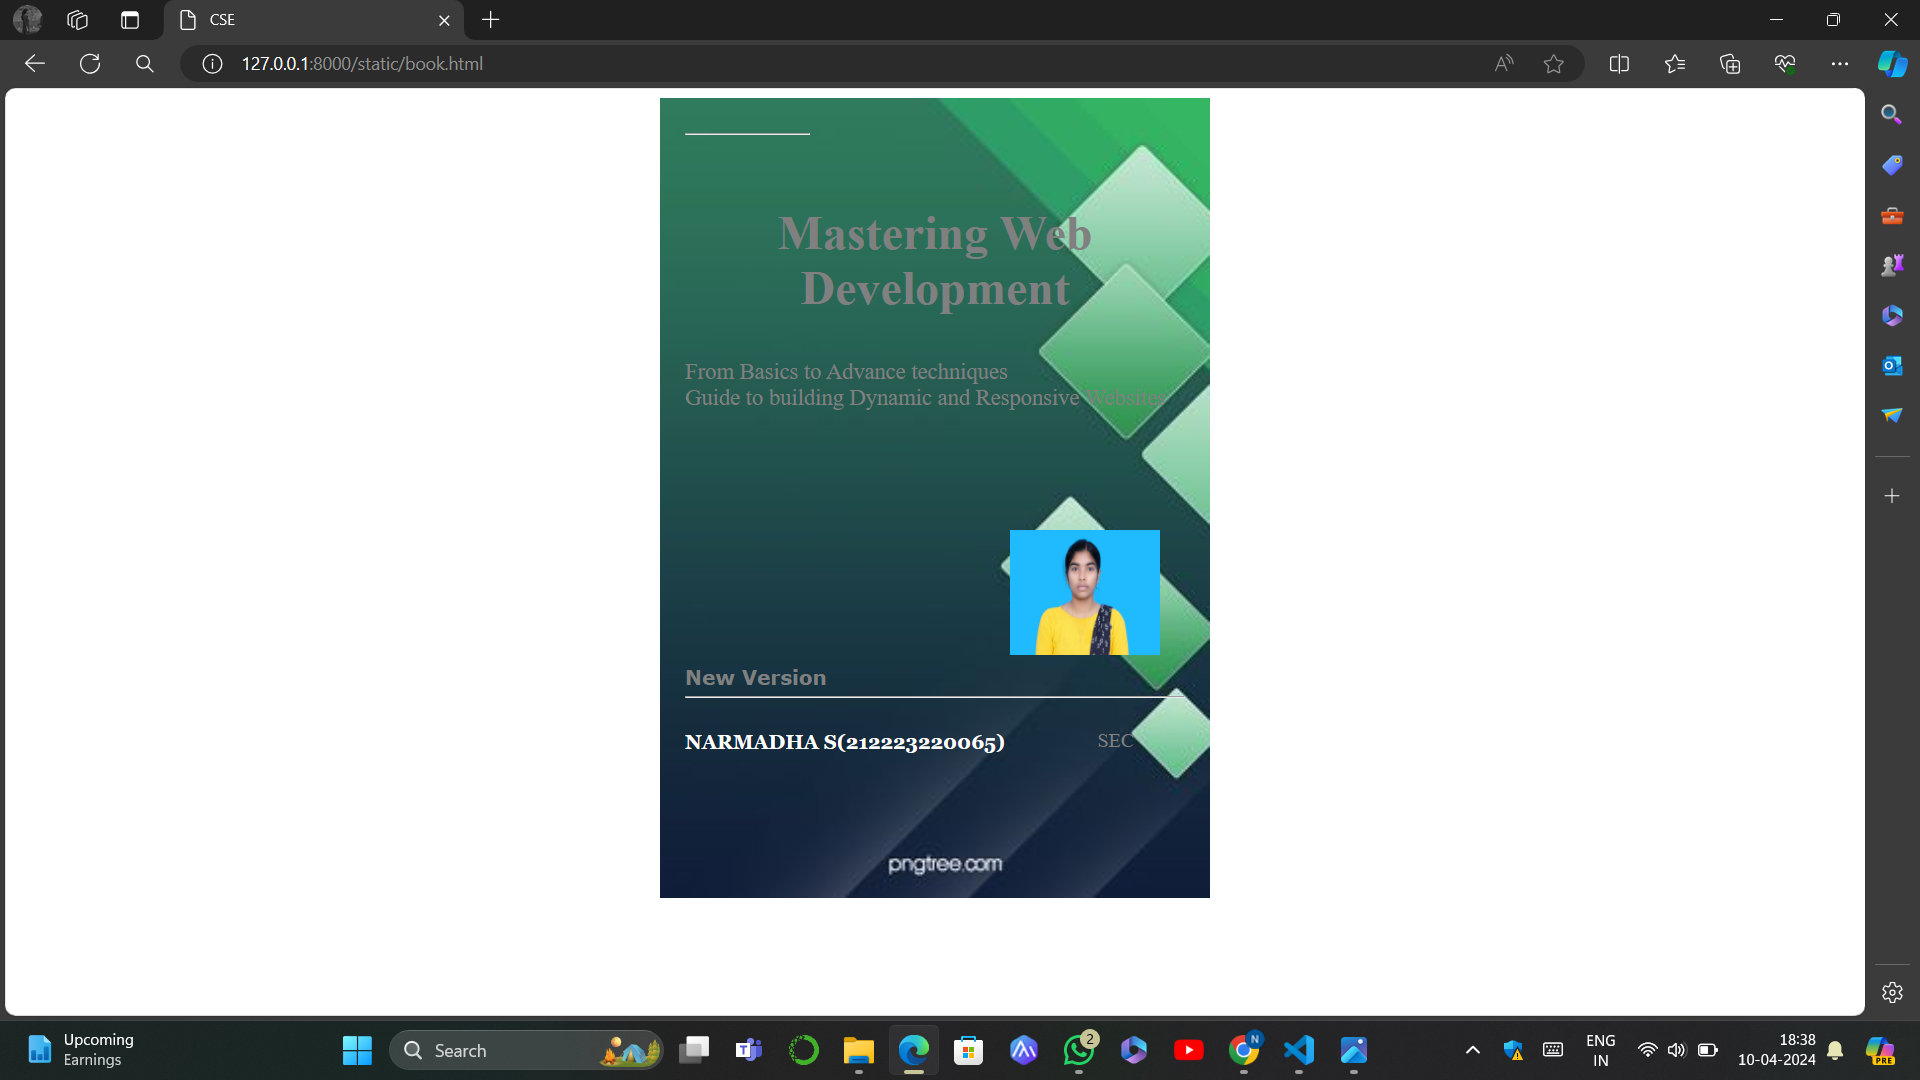 CSE
127.0.0.1:8000/static/book.html
Mastering Web
Development
From Basics to Advance techniques
Guide to building Dynamic and Responsive Websites
New Version
NARMADHA S(212223220065)
SEC
pngtree.com
Upcoming
Earnings
Search
2
N
ENG
IN
18:38
10-04-2024
PRE